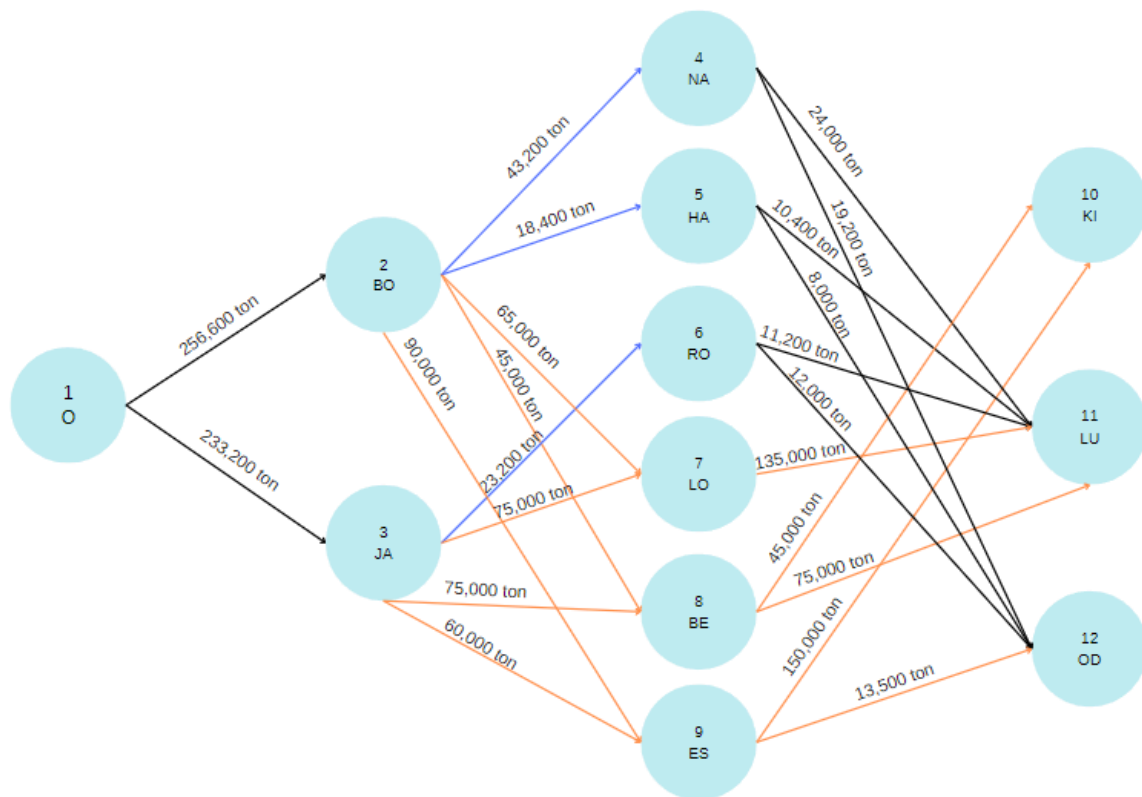 4
NA
24,000 ton
43,200 ton
5
HA
10
KI
18,400 ton
10,400 ton
19,200 ton
2
BO
256,600 ton
8,000 ton
65,000 ton
6
RO
11,200 ton
90,000 ton
45,000 ton
12,000 ton
1
O
11
LU
233,200 ton
23,200 ton
7
LO
135,000 ton
75,000 ton
3
JA
45,000 ton
75,000 ton
75,000 ton
8
BE
60,000 ton
150,000 ton
12
OD
13,500 ton
9
ES